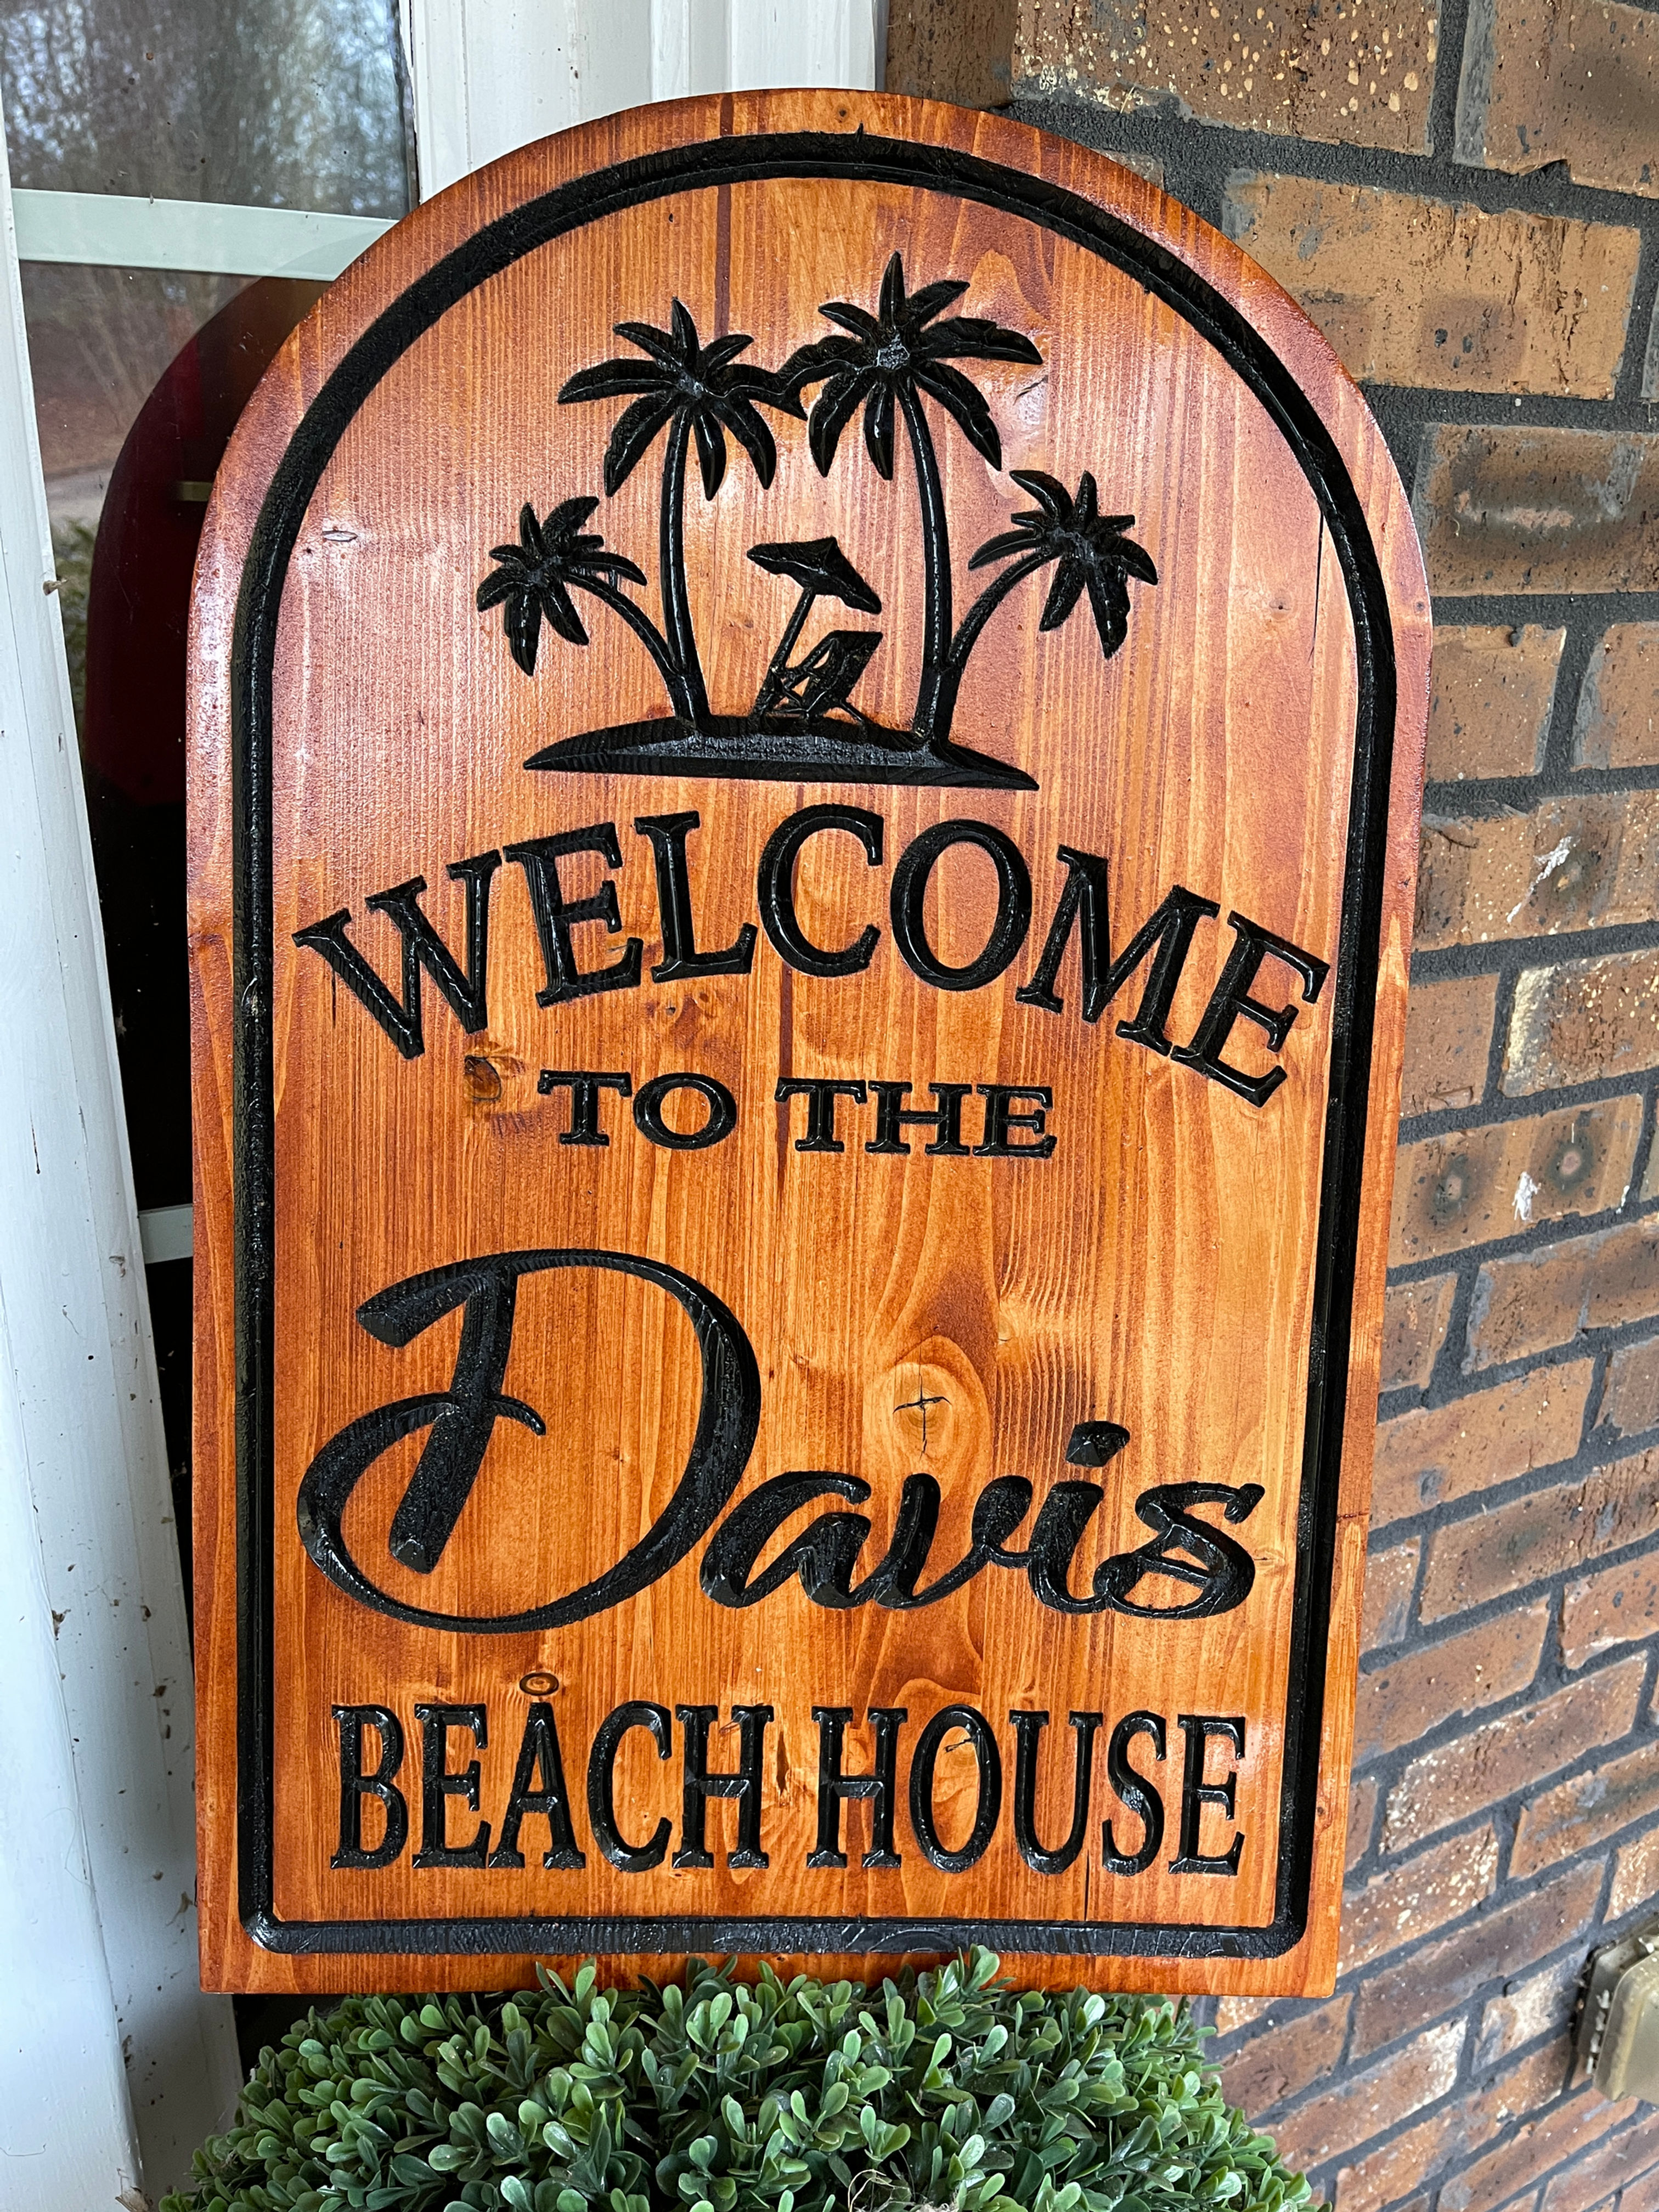 WELCOME
TO THE
Davis
BEACH HOUSE